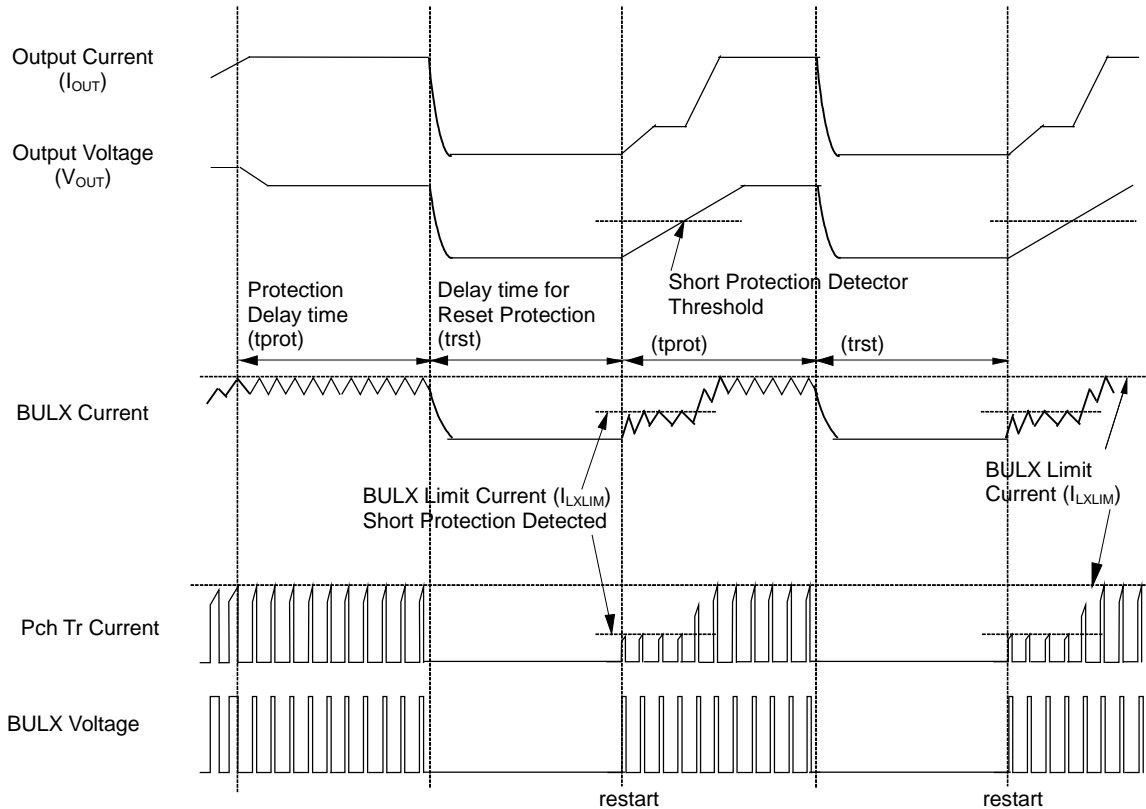 Output Current
(IOUT)
Output Voltage
(VOUT)
Protection
Delay time
(tprot)
Delay time for
Reset Protection
(trst)
Short Protection Detector
Threshold
(tprot)
(trst)
BULX Current
BULX Limit Current (ILXLIM)
Short Protection Detected
BULX Limit
Current (ILXLIM)
Pch Tr Current
BULX Voltage
restart
restart